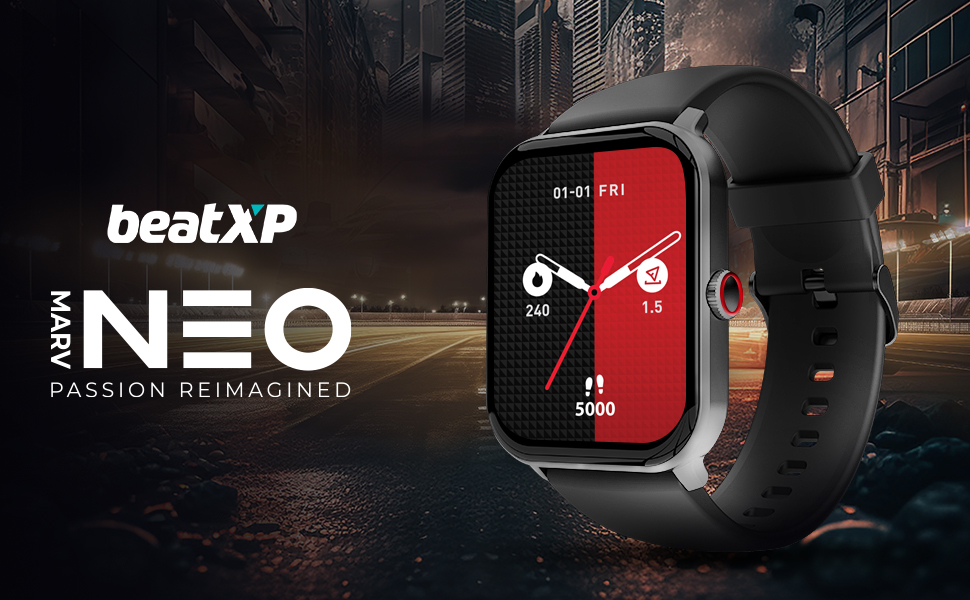 beatXP
MARV
NEO
PASSION REIMAGINED
01-01 FRI
240
1.5
5000